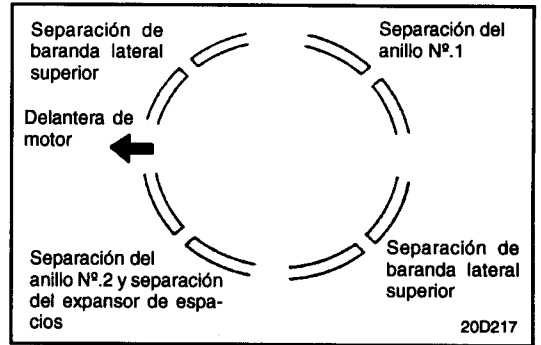 Separación de
baranda lateral
superior
Separación del
anillo Nº.1
Delantera de
motor
Separación del
anillo Nº.2 y separación
del expansor de espa-
cios
Separación de
baranda lateral
superior
20D217